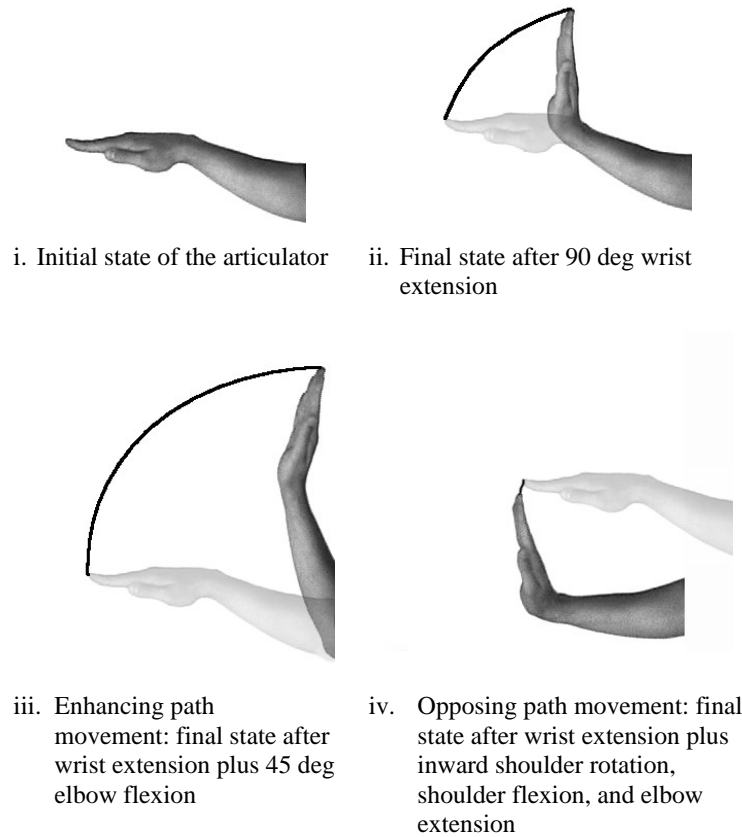 i. Initial state of the articulator
ii. Final state after 90 deg wrist
extension
iii. Enhancing path
movement: final state after
wrist extension plus 45 deg
elbow flexion
iv. Opposing path movement: final
state after wrist extension plus
inward shoulder rotation,
shoulder flexion, and elbow
extension